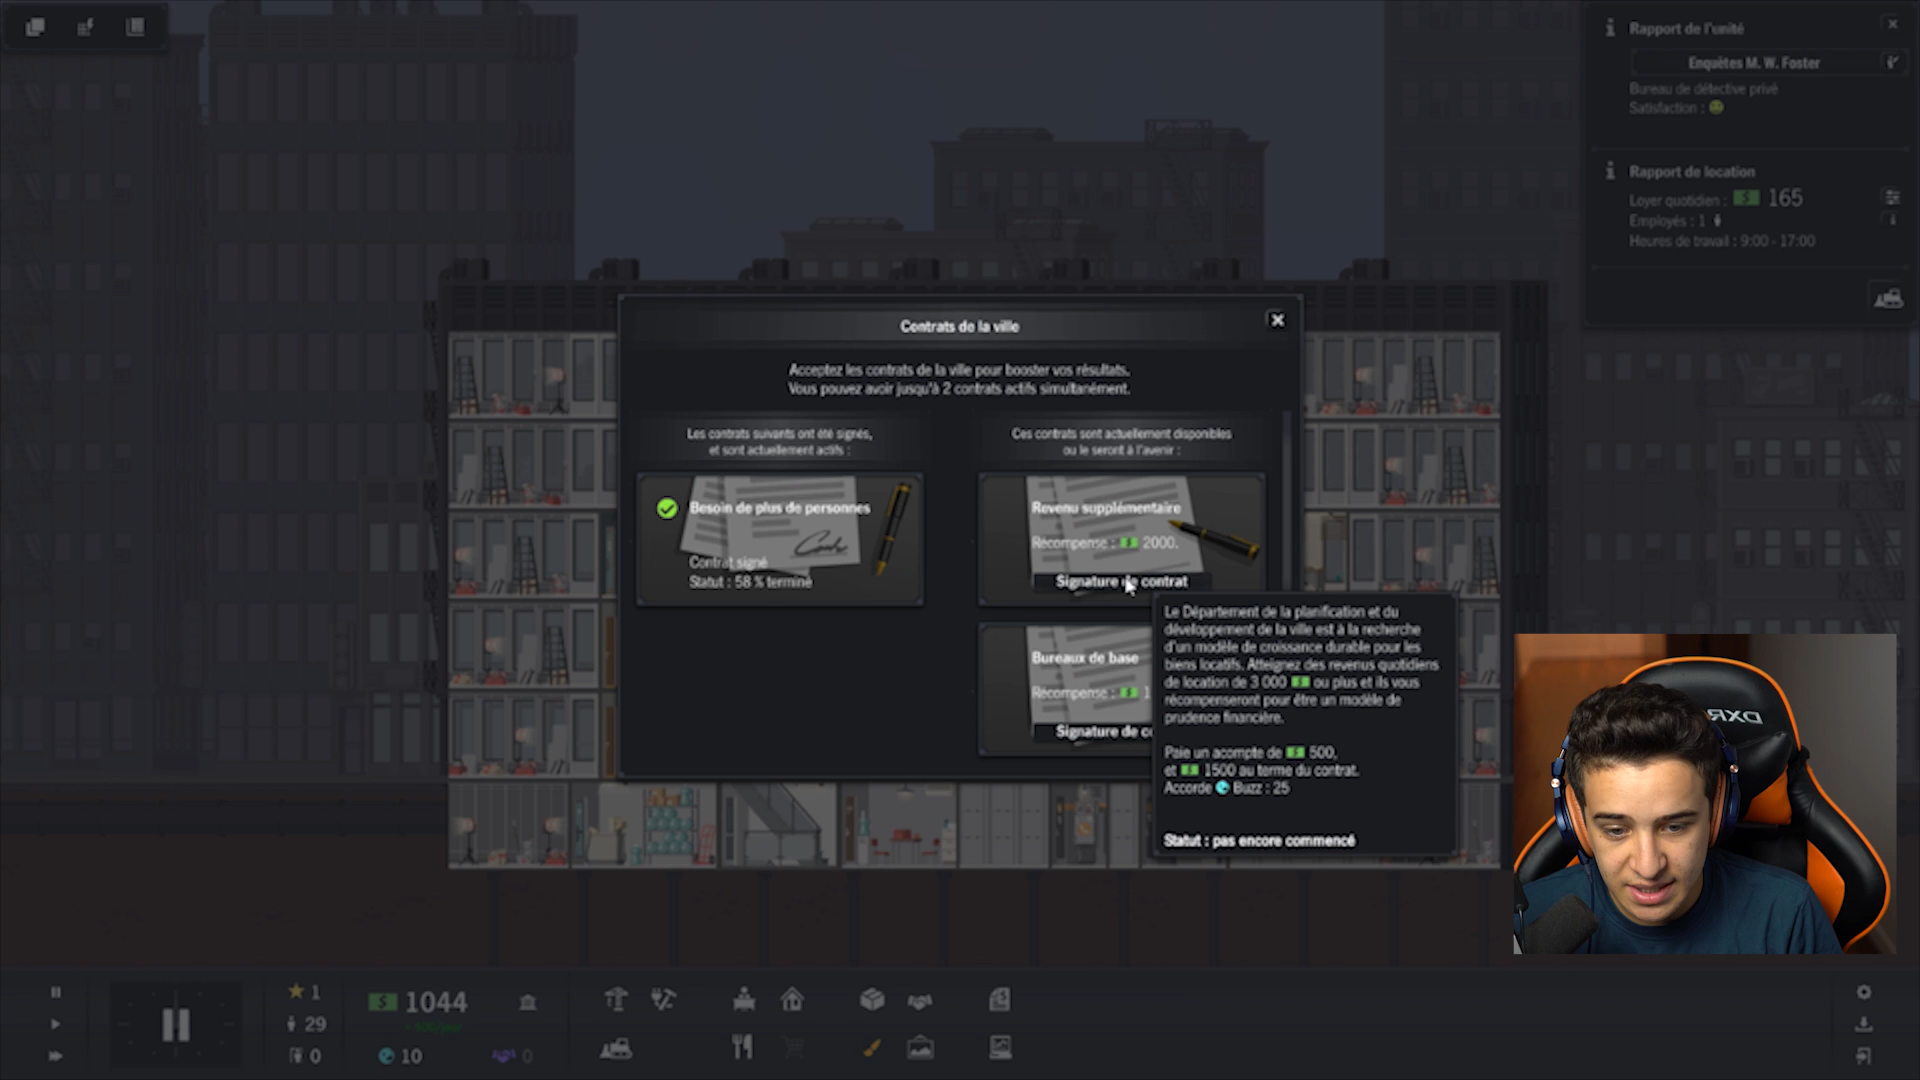 Rapport de l'unité
Enquêtes M. W. Foster
Bureau de détective privé
Satisfaction :
Rapport de location
Loyer quotidien : $ 165
Employés : 1
Heures de travail : 9:00 - 17:00
Contrats de la ville
Acceptez les contrats de la ville pour booster vos résultats.
Vous pouvez avoir jusqu'à 2 contrats actifs simultanément.
Les contrats suivants ont été signés,
et sont actuellement actifs :
Besoin de plus de personnes
Contrat signé
Statut : 58 % terminé
Ces contrats sont actuellement disponibles
ou le seront à l'avenir :
Revenu supplémentaire
Récompense : 2000.
Signature de contrat
Bureaux de base
Récompense : 1
Signature de co
Le Département de la planification et du
développement de la ville est à la recherche
d'un modèle de croissance durable pour les
biens locatifs. Atteignez des revenus quotidiens
de location de 3 000 ou plus et ils vous
récompenseront pour être un modèle de
prudence financière.
Paie un acompte de 500,
et 1500 au terme du contrat.
Accorde Buzz : 25
Statut : pas encore commencé
DXR
1
29
0
$ 1044
10
0